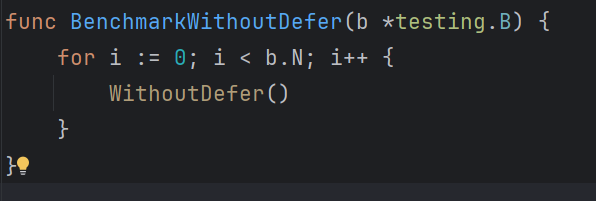 func BenchmarkWithoutDefer(b *testing.B) {
    for i := 0; i < b.N; i++ {
        WithoutDefer()
    }
}